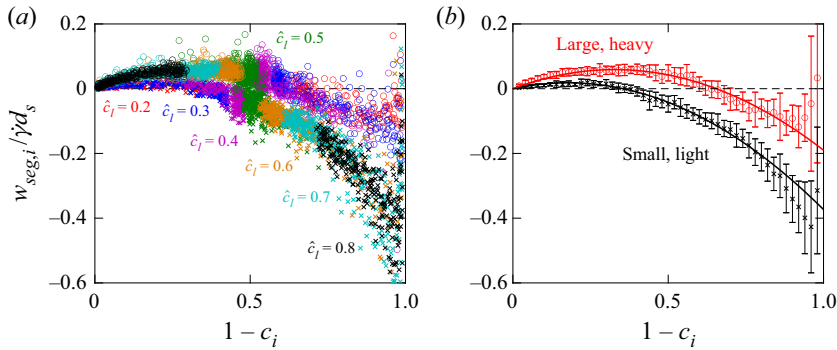 (a)
0.2
0
–0.2
–0.4
–0.6
w_{seg,i}/γ̇d_s
ĉ_l = 0.5
ĉ_l = 0.2
ĉ_l = 0.3
ĉ_l = 0.4
ĉ_l = 0.6
ĉ_l = 0.7
ĉ_l = 0.8
0
0.5
1.0
1 – c_i
(b)
0.2
0
–0.2
–0.4
–0.6
Large, heavy
Small, light
0
0.5
1.0
1 – c_i